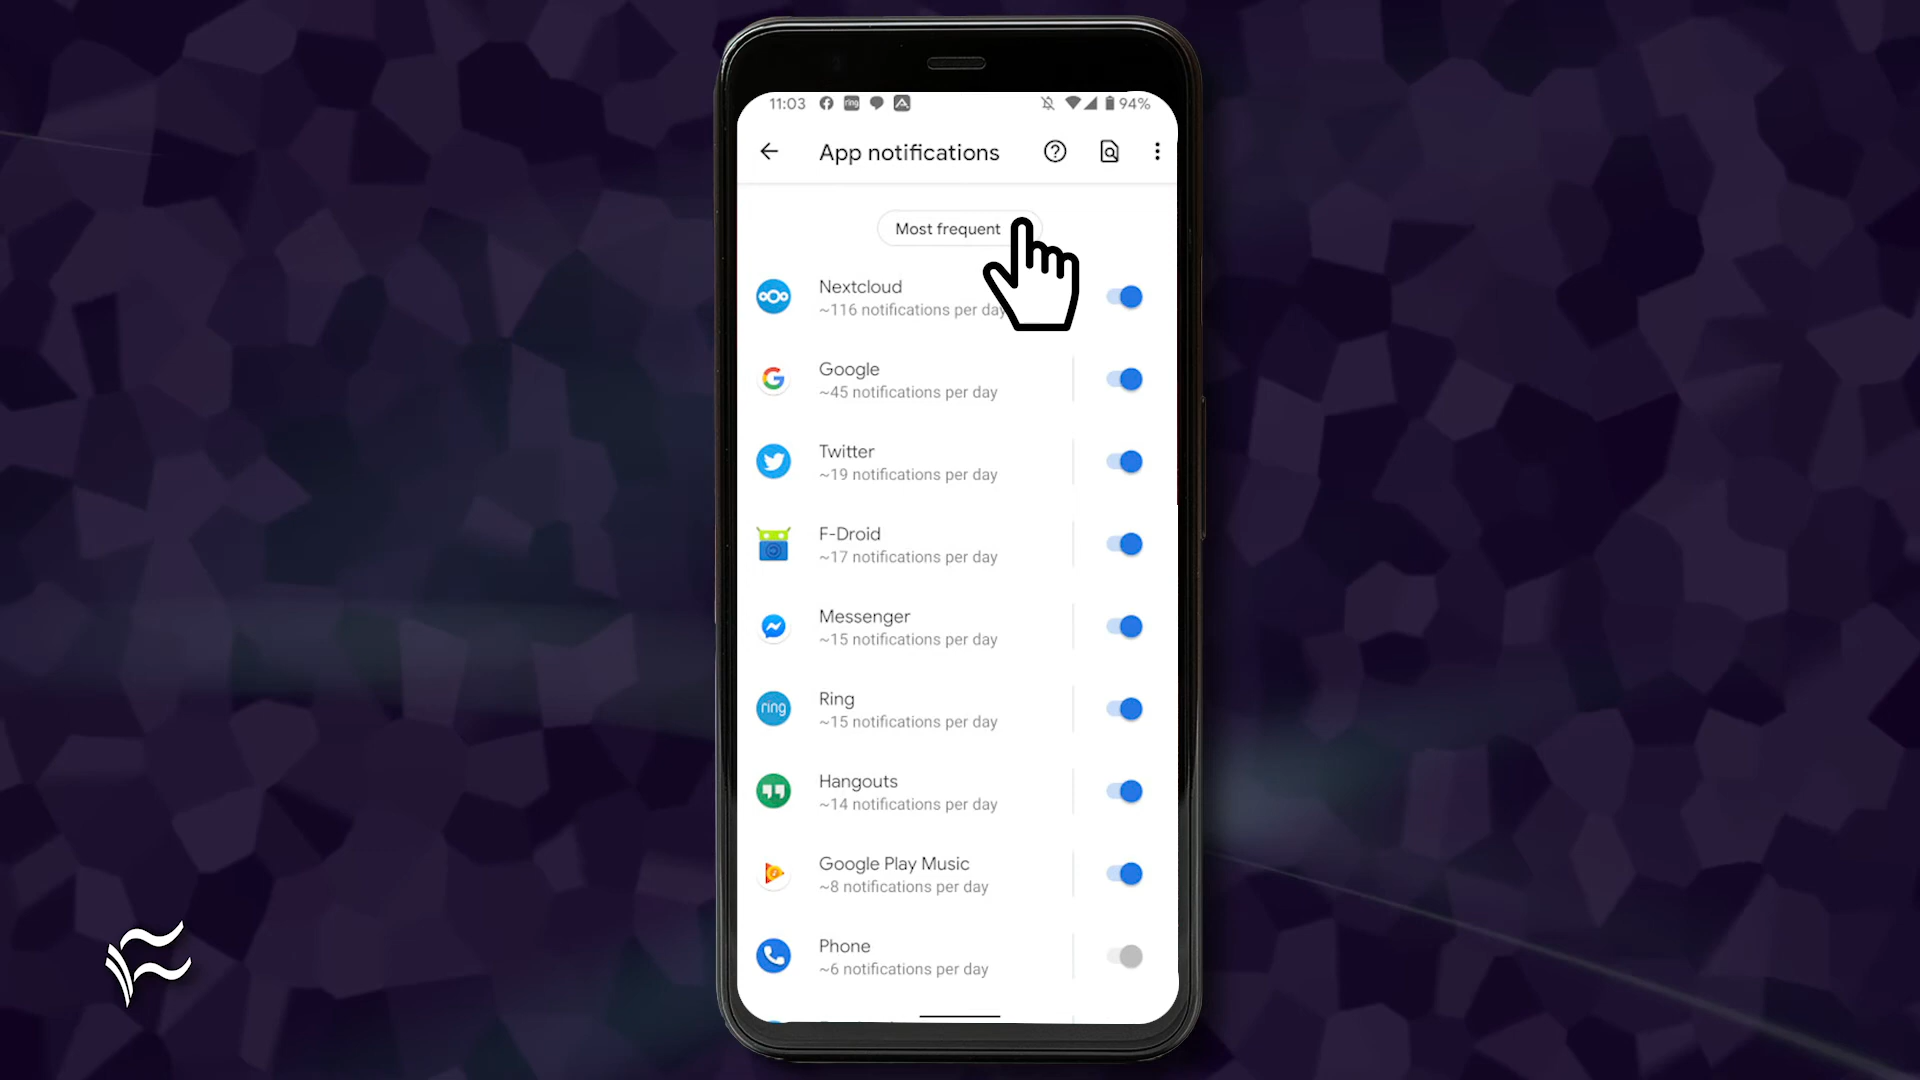 11:03 ring 94%
App notifications
Most frequent
Nextcloud
~116 notifications per day
Google
~45 notifications per day
Twitter
~19 notifications per day
F-Droid
~17 notifications per day
Messenger
~15 notifications per day
ring
Ring
~15 notifications per day
Hangouts
~14 notifications per day
Google Play Music
~8 notifications per day
Phone
~6 notifications per day